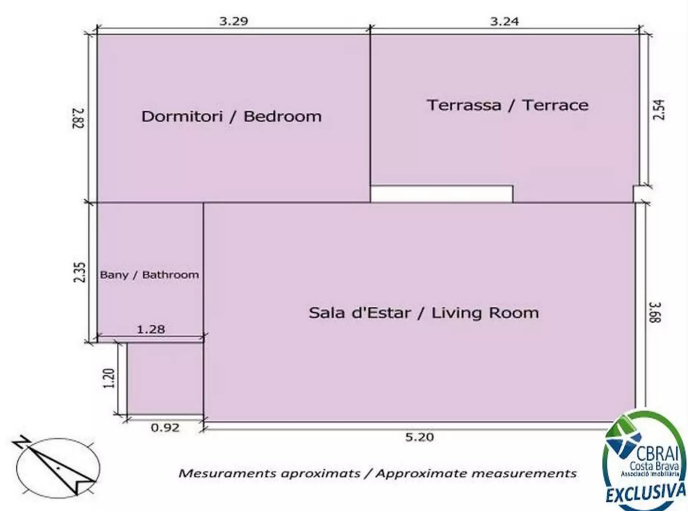 3.29
3.24
Dormitori / Bedroom
Terrassa / Terrace
2.82
2.54
2.35
Bany / Bathroom
Sala d'Estar / Living Room
3.68
1.28
1.20
0.92
5.20
N
Mesuraments aproximats / Approximate measurements
CBRAI
Costa Brava
Associació immobiliària
EXCLUSIVA